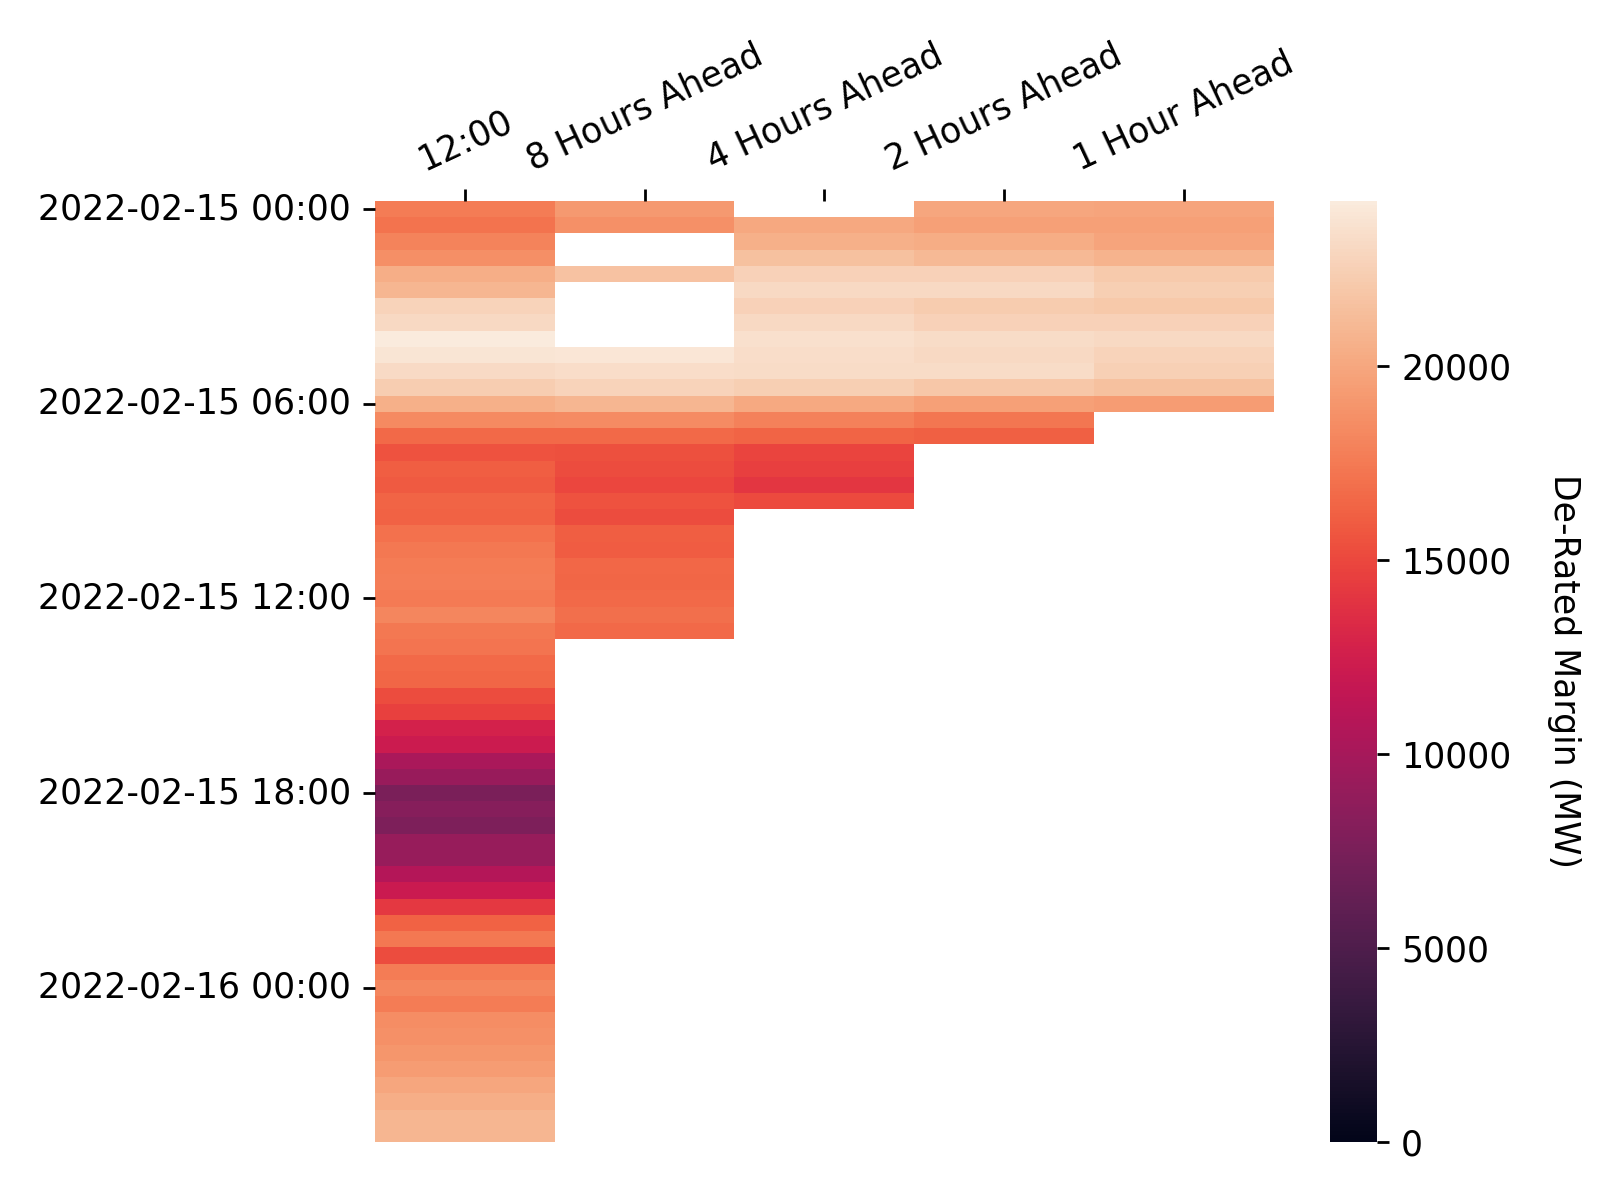 12:00
8 Hours Ahead
4 Hours Ahead
2 Hours Ahead
1 Hour Ahead
2022-02-15 00:00
2022-02-15 06:00
2022-02-15 12:00
2022-02-15 18:00
2022-02-16 00:00
20000
15000
10000
5000
0
De-Rated Margin (MW)